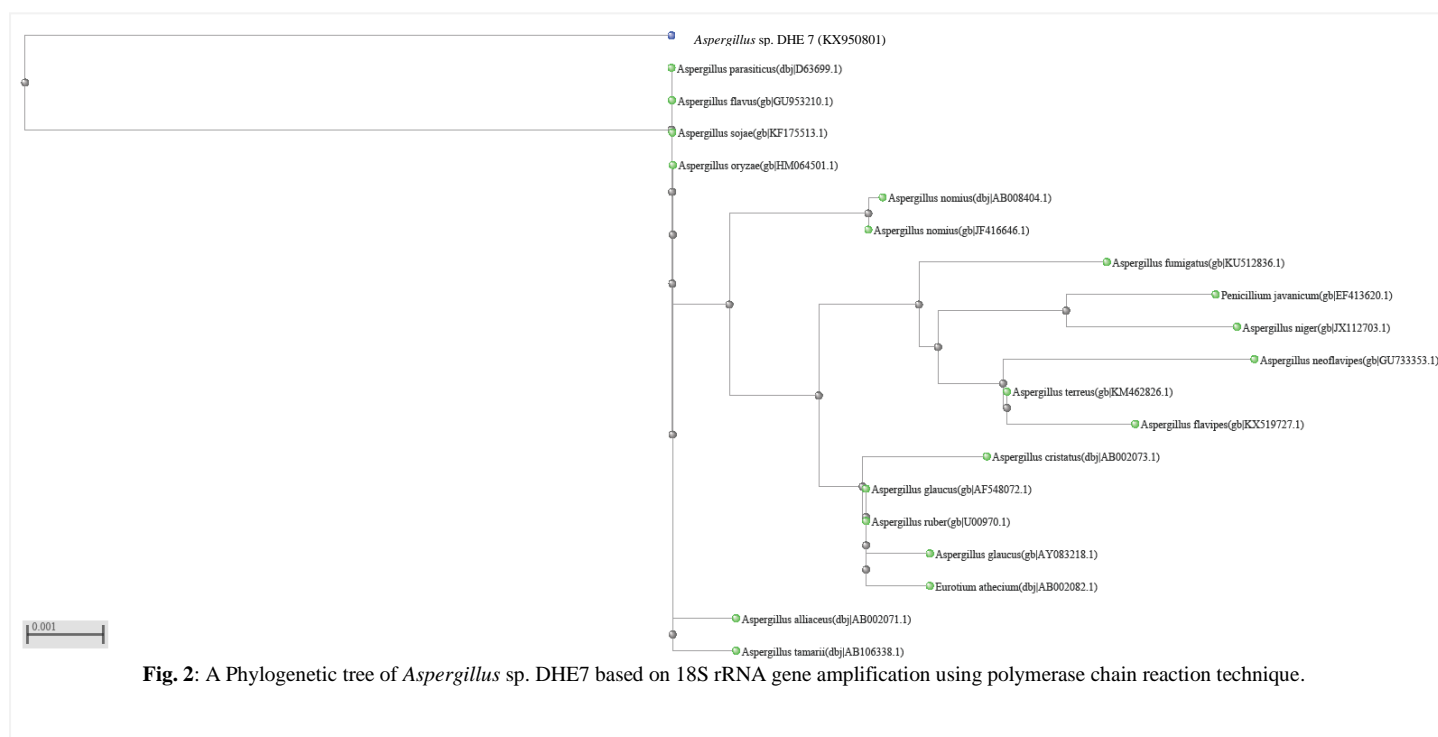 Aspergillus sp. DHE 7 (KX950801)
Aspergillus parasiticus(dbj|D63699.1)
Aspergillus flavus(gb|GU953210.1)
Aspergillus sojae(gb|KF175513.1)
Aspergillus oryzae(gb|HM064501.1)
Aspergillus nomius(dbj|AB008404.1)
Aspergillus nomius(gb|JF416646.1)
Aspergillus fumigatus(gb|KU512836.1)
Penicillium javanicum(gb|EF413620.1)
Aspergillus niger(gb|JX112703.1)
Aspergillus neoflavipes(gb|GU733353.1)
Aspergillus terreus(gb|KM462826.1)
Aspergillus flavipes(gb|KX519727.1)
Aspergillus cristatus(dbj|AB002073.1)
Aspergillus glaucus(gb|AF548072.1)
Aspergillus ruber(gb|U00970.1)
Aspergillus glaucus(gb|AY083218.1)
Eurotium athecium(dbj|AB002082.1)
Aspergillus alliaceus(dbj|AB002071.1)
0.001
Aspergillus tamarii(dbj|AB106338.1)
Fig. 2: A Phylogenetic tree of Aspergillus sp. DHE7 based on 18S rRNA gene amplification using polymerase chain reaction technique.